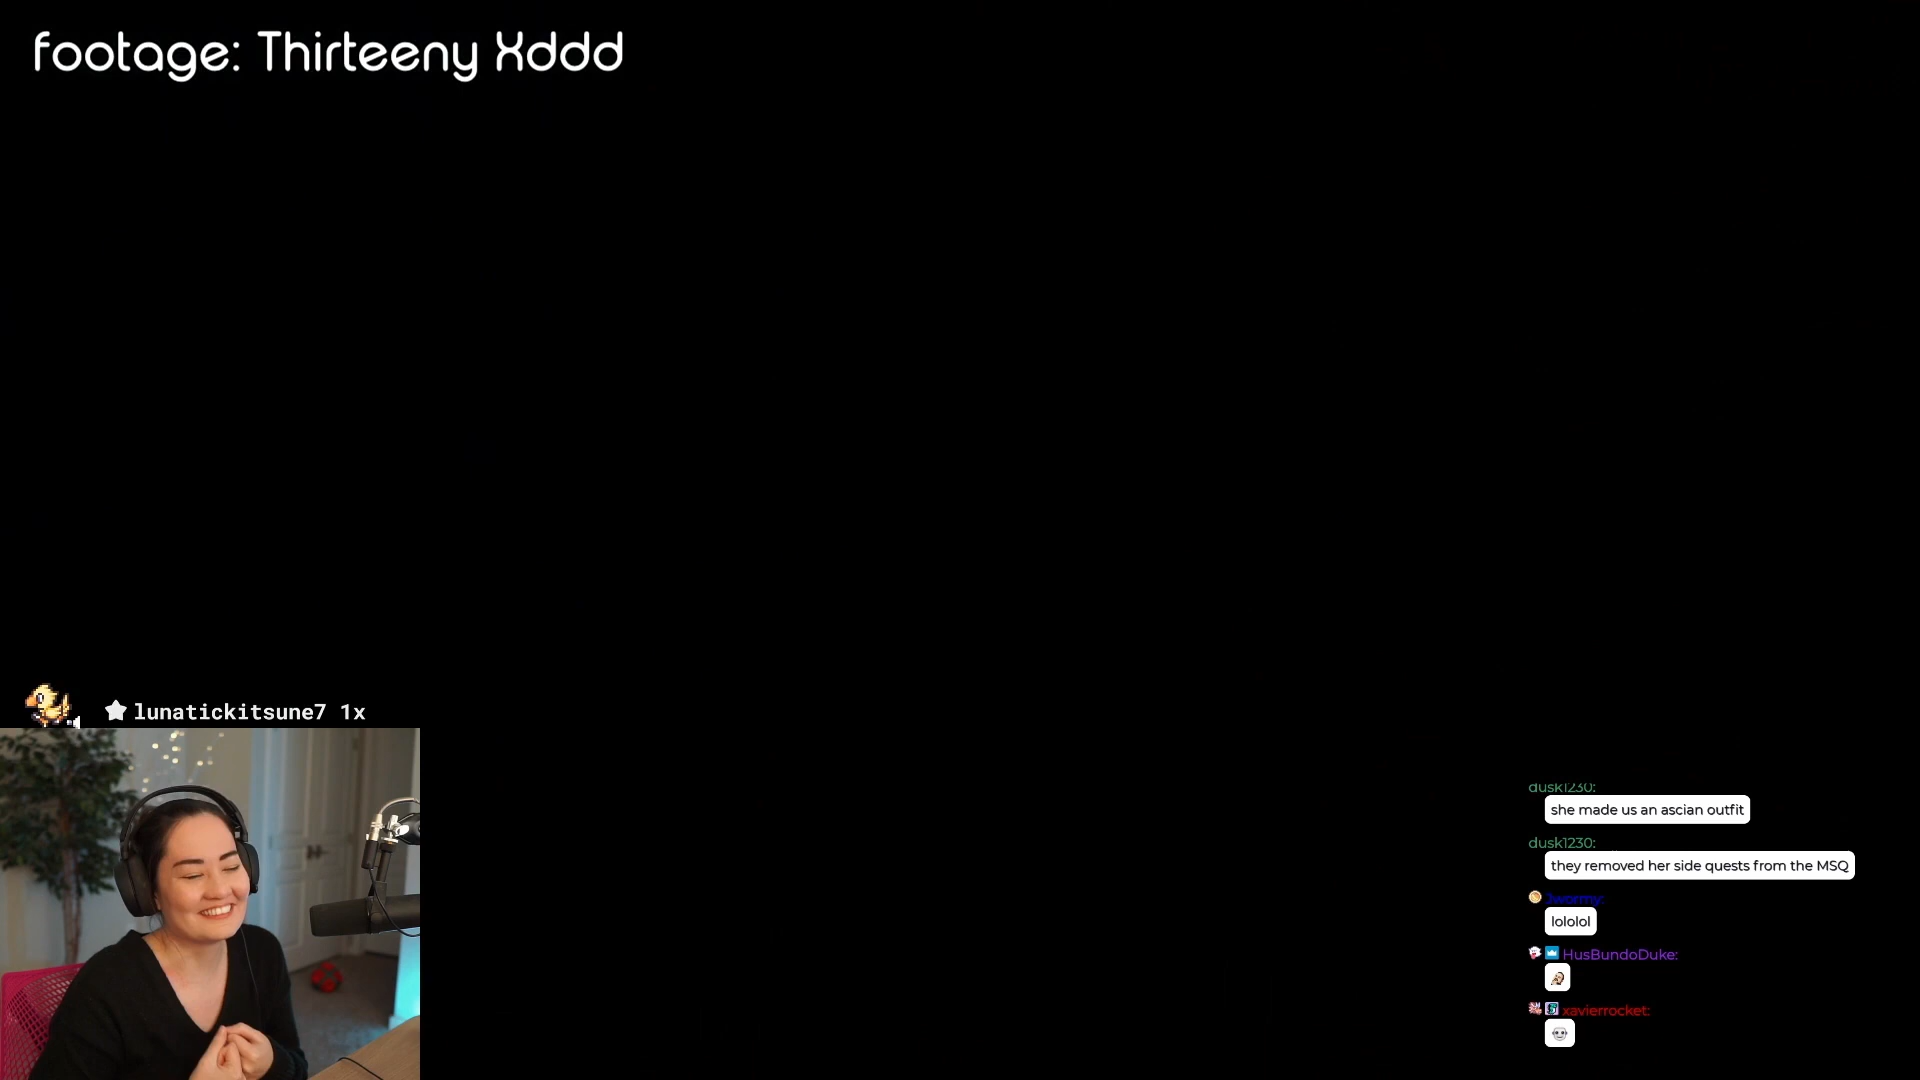 footage: Thirteeny Xddd
lunatickitsune7 1x
dusk1230:
she made us an ascian outfit
dusk1230:
they removed her side quests from the MSQ
Jwormy:
lololol
HusBundoDuke:
xavierrocket: